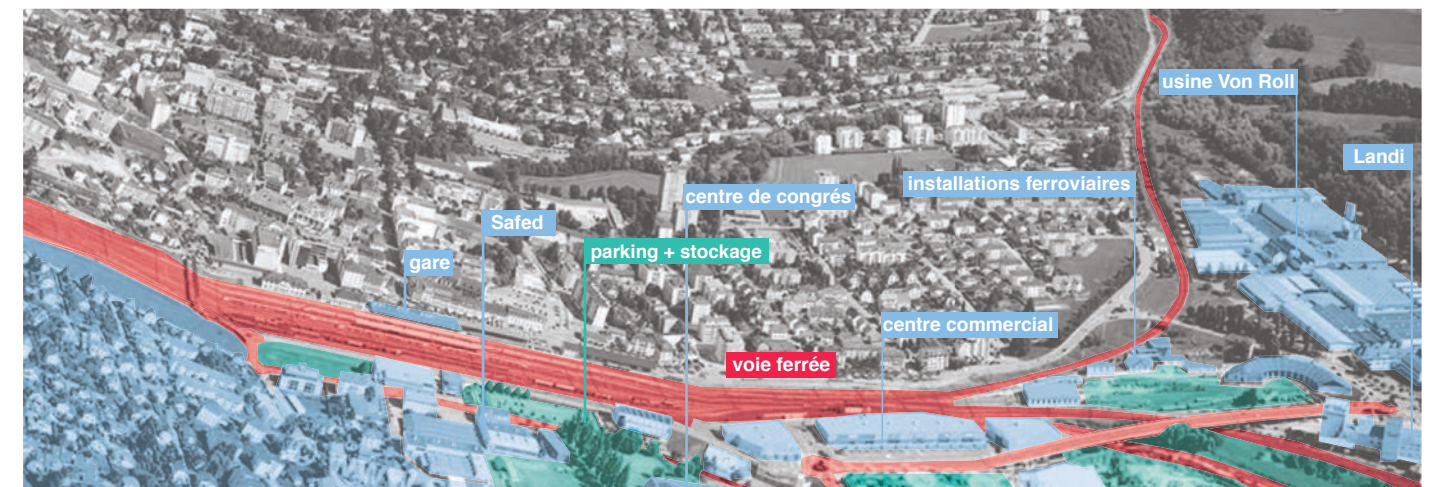 usine Von Roll
Landi
installations ferroviaires
centre de congrés
Safed
parking + stockage
gare
centre commercial
voie ferrée